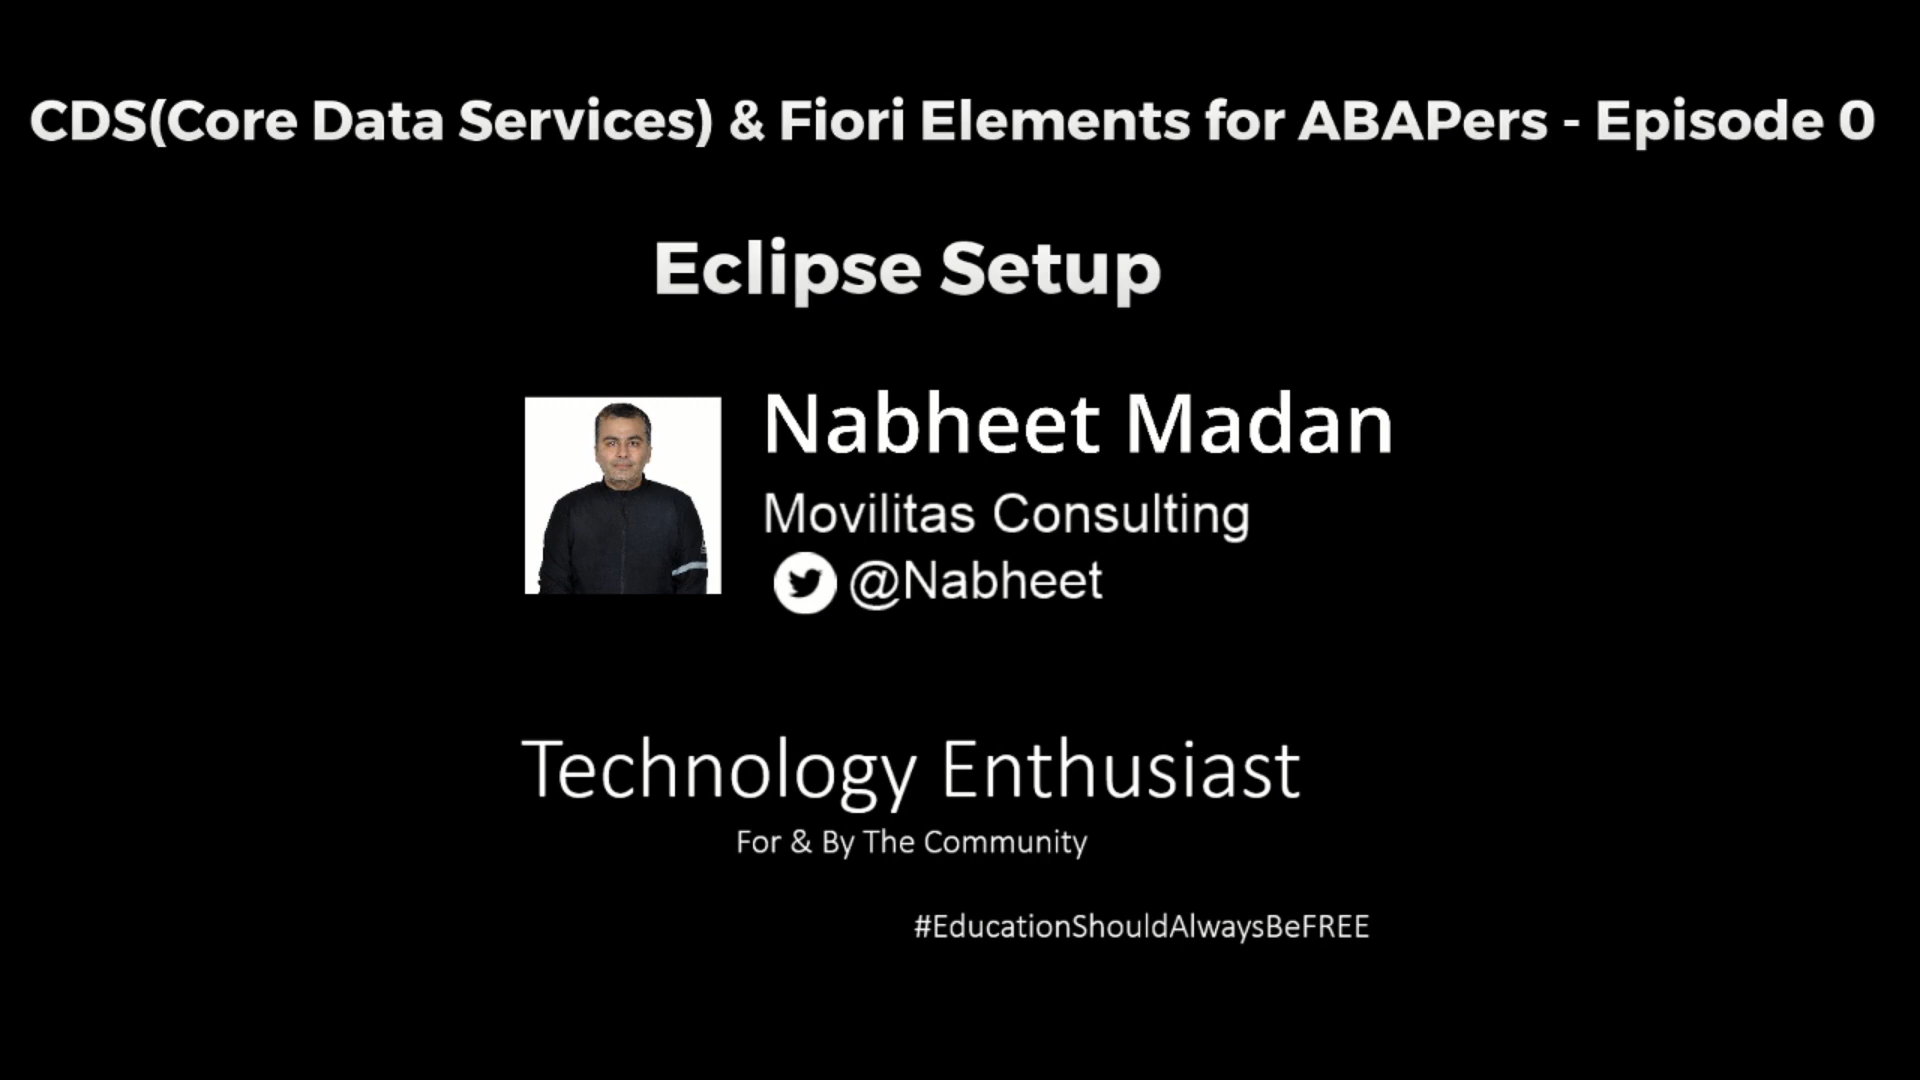 CDS(Core Data Services) & Fiori Elements for ABAPers - Episode 0
Eclipse Setup
Nabheet Madan
Movilitas Consulting
@Nabheet
Technology Enthusiast
For & By The Community
#EducationShouldAlwaysBeFREE